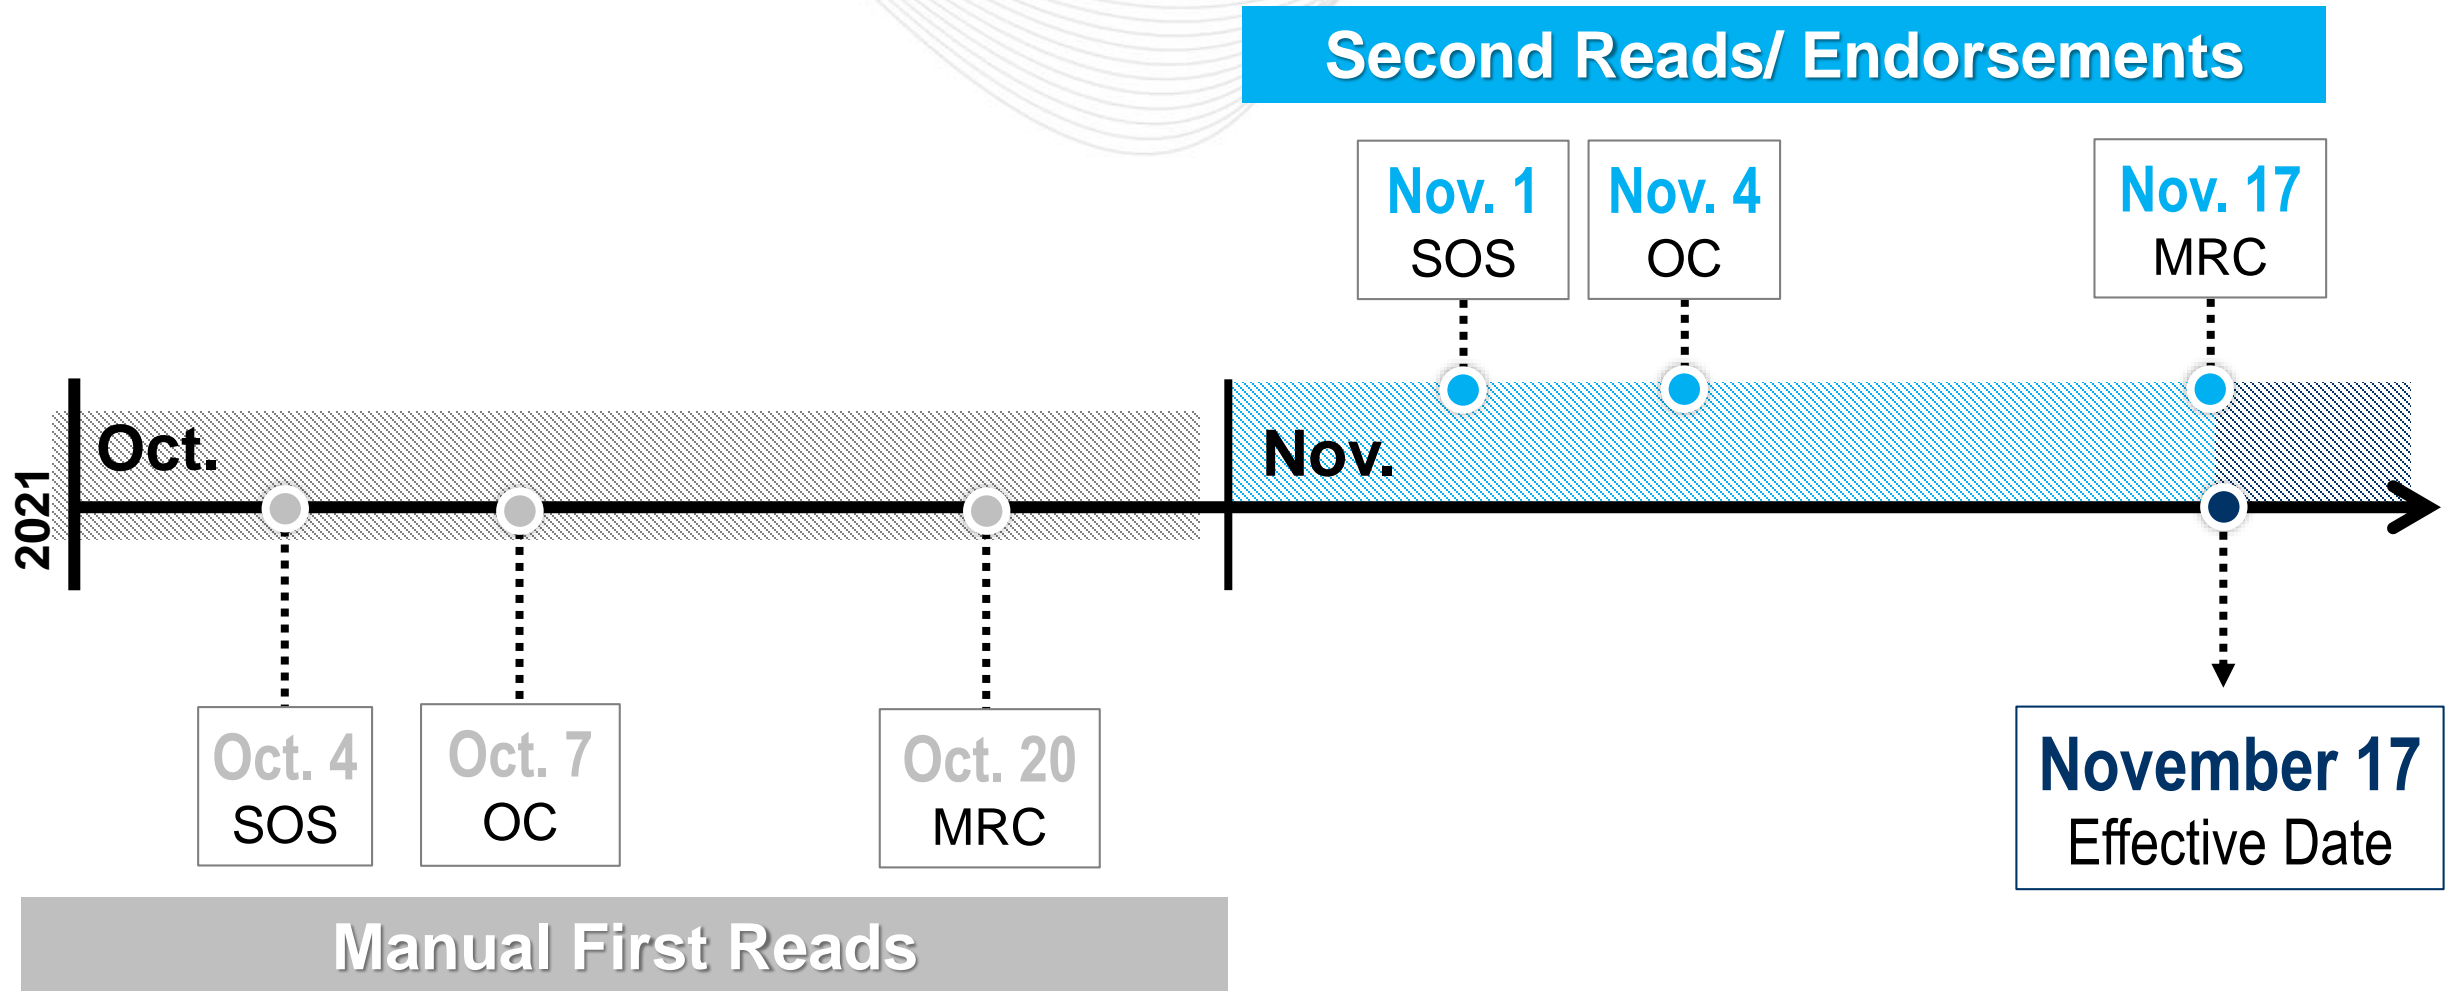 Second Reads/ Endorsements
Nov. 1
SOS
Nov. 4
OC
Nov. 17
MRC
2021
Oct.
Nov.
Oct. 4
SOS
Oct. 7
OC
Oct. 20
MRC
November 17
Effective Date
Manual First Reads